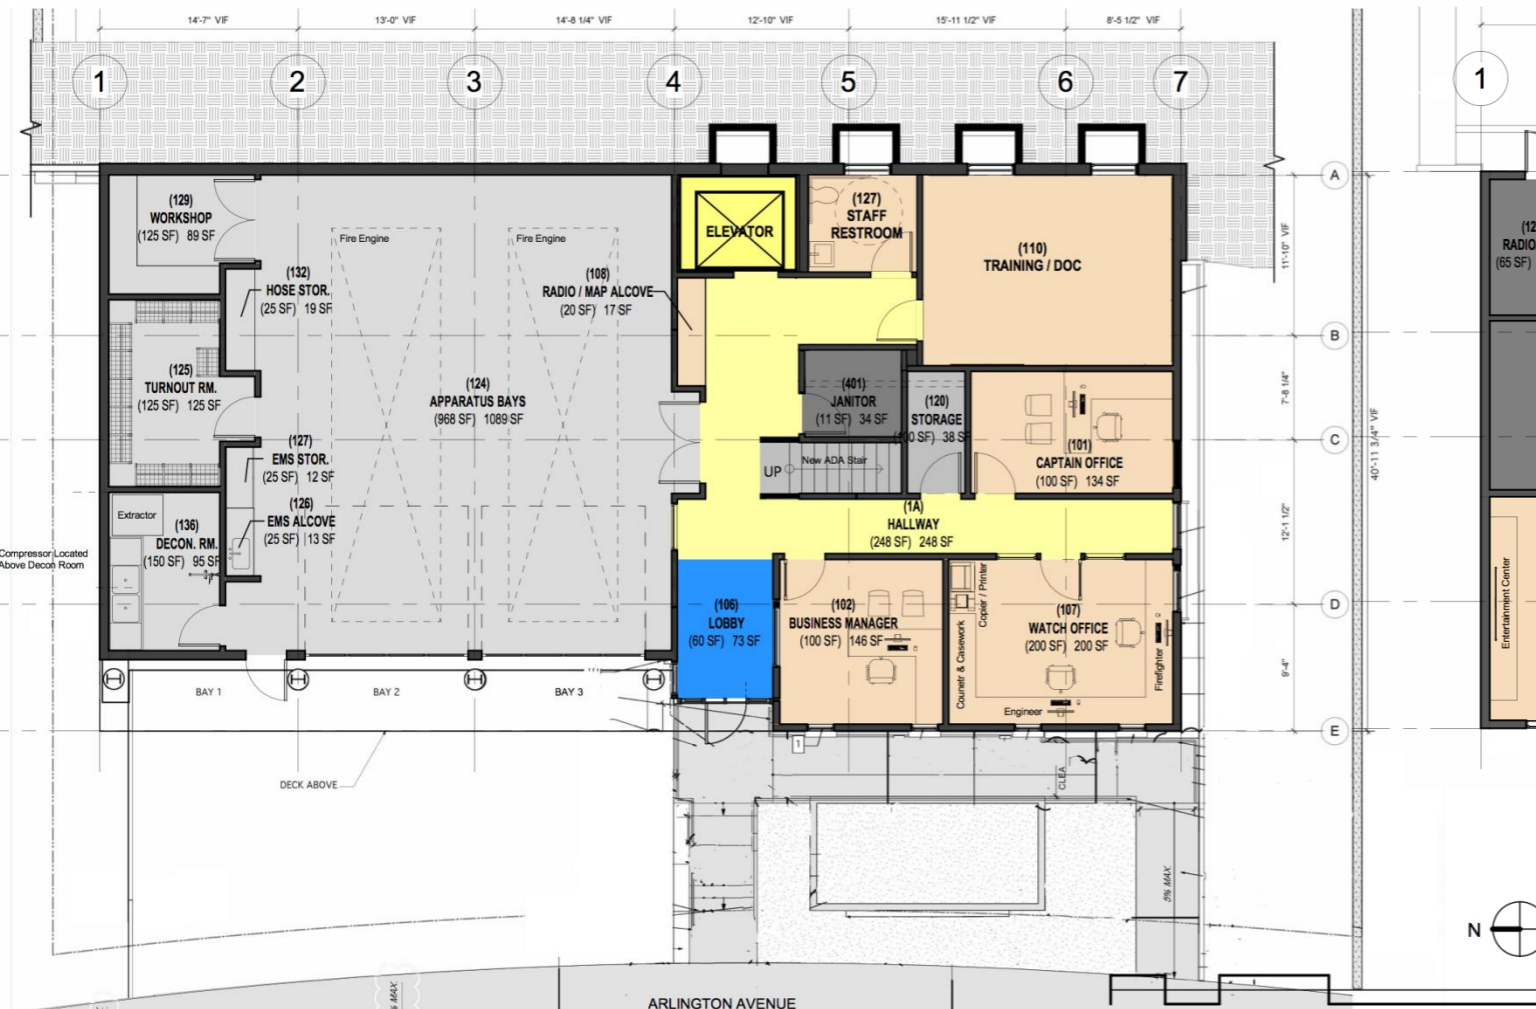 14'-7" VIF
13'-0" VIF
14'-8 1/4" VIF
12'-10" VIF
15'-11 1/2" VIF
8'-5 1/2" VIF
1
2
3
4
5
6
7
1
A
B
C
D
E
11'-10" VIF
7'-8 1/4"
12'-1 1/2"
9'-4"
40'-11 3/4" VIF
(129)
WORKSHOP
(125 SF) 89 SF
(132)
HOSE STOR.
(25 SF) 19 SF
Fire Engine
Fire Engine
(108)
RADIO / MAP ALCOVE
(20 SF) 17 SF
ELEVATOR
(127)
STAFF
RESTROOM
(110)
TRAINING / DOC
(125)
TURNOUT RM.
(125 SF) 125 SF
(124)
APPARATUS BAYS
(968 SF) 1089 SF
(401)
JANITOR
(11 SF) 34 SF
(120)
STORAGE
(100 SF) 38 SF
(101)
CAPTAIN OFFICE
(100 SF) 134 SF
(127)
EMS STOR.
(25 SF) 12 SF
(126)
EMS ALCOVE
(25 SF) 13 SF
UP
New ADA Stair
(1A)
HALLWAY
(248 SF) 248 SF
Extractor
(136)
DECON. RM.
(150 SF) 95 SF
Compressor Located
Above Decon Room
(106)
LOBBY
(60 SF) 73 SF
(102)
BUSINESS MANAGER
(100 SF) 146 SF
Counetr & Casework
Copier / Printer
(107)
WATCH OFFICE
(200 SF) 200 SF
Firefighter
Engineer
BAY 1
BAY 2
BAY 3
1
DECK ABOVE
CLEA
5% MAX.
% MAX.
ARLINGTON AVENUE
RADIO
(65 SF)
Entertainment Center
N